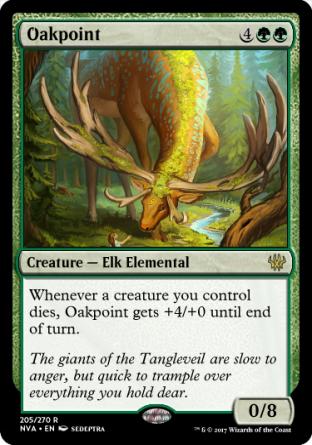 Oakpoint 4
Creature — Elk Elemental
Whenever a creature you control
dies, Oakpoint gets +4/+0 until end
of turn.
The giants of the Tangleveil are slow to
anger, but quick to trample over
everything you hold dear.
0/8
205/270 R
NYA • EN SEDEPTRA
™ & © 2017 Wizards of the Coast